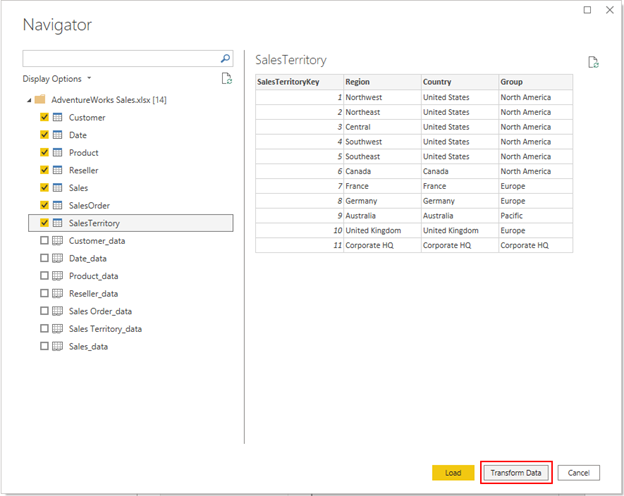 Navigator
Display Options
AdventureWorks Sales.xlsx [14]
Customer
Date
Product
Reseller
Sales
SalesOrder
SalesTerritory
Customer_data
Date_data
Product_data
Reseller_data
Sales Order_data
Sales Territory_data
Sales_data
SalesTerritory
SalesTerritoryKey Region Country Group
1 Northwest United States North America
2 Northeast United States North America
3 Central United States North America
4 Southwest United States North America
5 Southeast United States North America
6 Canada Canada North America
7 France France Europe
8 Germany Germany Europe
9 Australia Australia Pacific
10 United Kingdom United Kingdom Europe
11 Corporate HQ Corporate HQ Corporate HQ
Load Transform Data Cancel